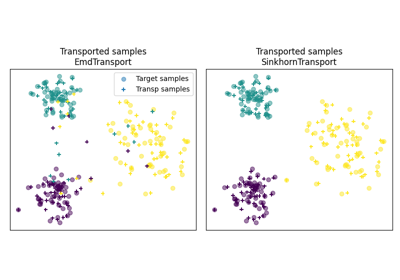 Transported samples
EmdTransport
Target samples
Transp samples
Transported samples
SinkhornTransport